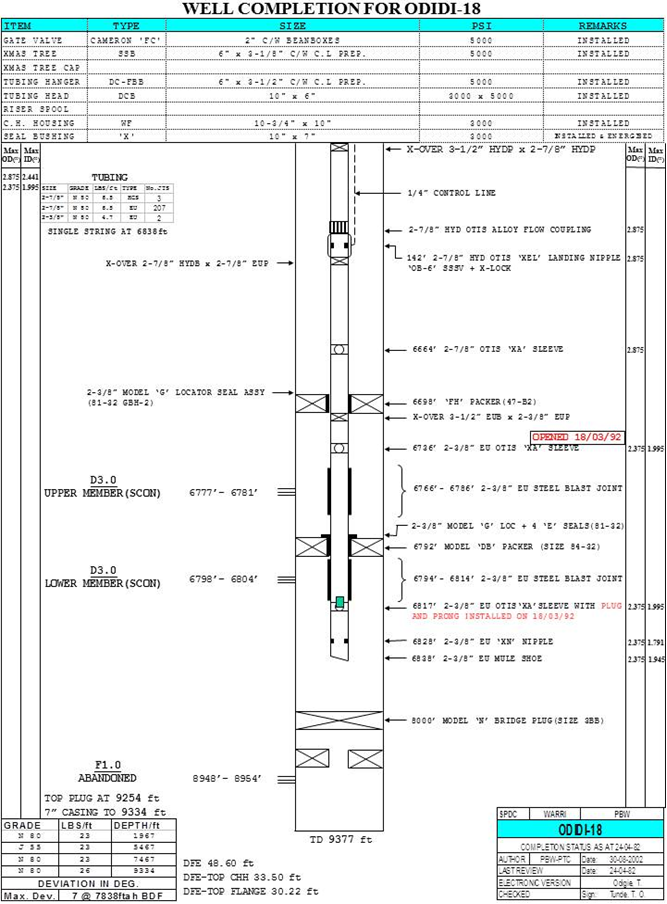 WELL COMPLETION FOR ODIDI-18
ITEM TYPE SIZE PSI REMARKS
GATE VALVE CAMERON 'FC' 2" C/W BEANBOXES 5000 INSTALLED
XMAS TREE SSB 6" x 3-1/8" C/W C.L PREP. 5000 INSTALLED
XMAS TREE CAP
TUBING HANGER DC-FBB 6" x 3-1/2" C/W C.L PREP. 5000 INSTALLED
TUBING HEAD DCB 10" x 6" 3000 x 5000 INSTALLED
RISER SPOOL
C.H. HOUSING WF 10-3/4" x 10" 3000 INSTALLED
SEAL BUSHING 'X' 10" x 7" 3000 INSTALLED & ENERGISED
Max OD(") Max ID(")
Max OD(") Max ID(")
X-OVER 3-1/2" HYDP x 2-7/8" HYDP
2.875 2.441
2.375 1.995
TUBING
SIZE GRADE LBS/ft TYPE No.JTS
2-7/8" N 80 6.5 3
2-7/8" N 80 6.5 EU 207
2-3/8" N 80 4.7 EU 2
SINGLE STRING AT 6838ft
1/4" CONTROL LINE
2-7/8" HYD OTIS ALLOY FLOW COUPLING 2.875
142' 2-7/8" HYD OTIS 'XEL' LANDING NIPPLE 2.875
'OB-6' SSSV + X-LOCK
X-OVER 2-7/8" HYDB x 2-7/8" EUP
6664' 2-7/8" OTIS 'XA' SLEEVE 2.875
2-3/8" MODEL 'G' LOCATOR SEAL ASSY
(81-32 GBH-2)
6698' 'FH' PACKER(47-B2)
X-OVER 3-1/2" EUB x 2-3/8" EUP
OPENED 18/03/92
6736' 2-3/8" EU OTIS 'XA' SLEEVE 2.375 1.995
D3.0
UPPER MEMBER(SCON) 6777'- 6781'
6766'- 6786' 2-3/8" EU STEEL BLAST JOINT
2-3/8" MODEL 'G' LOC + 4 'E' SEALS(81-32)
6792' MODEL 'DB' PACKER (SIZE 84-32)
D3.0
LOWER MEMBER(SCON) 6798'- 6804'
6794'- 6814' 2-3/8" EU STEEL BLAST JOINT
6817' 2-3/8" EU OTIS'XA'SLEEVE WITH PLUG 2.375 1.995
AND PRONG INSTALLED ON 18/03/92
6828' 2-3/8" EU 'XN' NIPPLE 2.375 1.791
6838' 2-3/8" EU MULE SHOE 2.375 1.945
8000' MODEL 'N' BRIDGE PLUG(SIZE 3BB)
F1.0
ABANDONED 8948'- 8954'
TOP PLUG AT 9254 ft
7" CASING TO 9334 ft
GRADE LBS/ft DEPTH/ft
N 80 23 1967
J 55 23 5467
N 80 23 7467
N 80 26 9334
DEVIATION IN DEG.
Max. Dev. 7 @ 7838ftah BDF
TD 9377 ft
DFE 48.60 ft
DFE-TOP CHH 33.50 ft
DFE-TOP FLANGE 30.22 ft
SPDC WARRI PBW
ODIDI-18
COMPLETION STATUS AS AT 24-04-82
AUTHOR PBW-PTC Date: 30-08-2002
LAST REVIEW Date: 24-04-82
ELECTRONIC VERSION Odigie, T.
CHECKED Sign: Tunde, T. O.